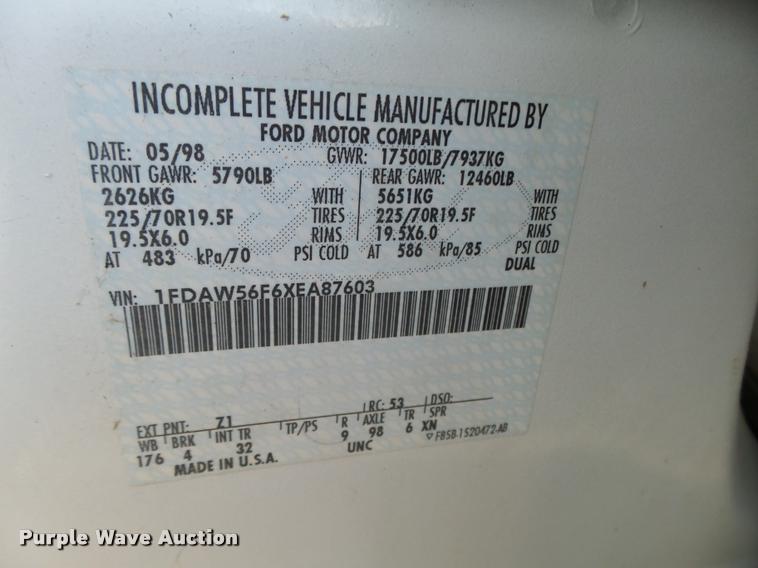 INCOMPLETE VEHICLE MANUFACTURED BY
FORD MOTOR COMPANY
DATE: 05/98 GVWR: 17500LB/7937KG
FRONT GAWR: 5790LB REAR GAWR: 12460LB
2626KG WITH 5651KG WITH
225/70R19.5F TIRES 225/70R19.5F TIRES
19.5X6.0 RIMS 19.5X6.0 RIMS
AT 483 kPa/70 PSI COLD AT 586 kPa/85 PSI COLD
DUAL
VIN: 1FDAW56F6XEA87603
EXT PNT: Z1 RC: 53 DSO:
WB BRK INT TR TP/PS R AXLE TR SPR
176 4 32 9 98 6 XN
MADE IN U.S.A. UNC ▽ F85B-1520472-AB
Purple Wave Auction